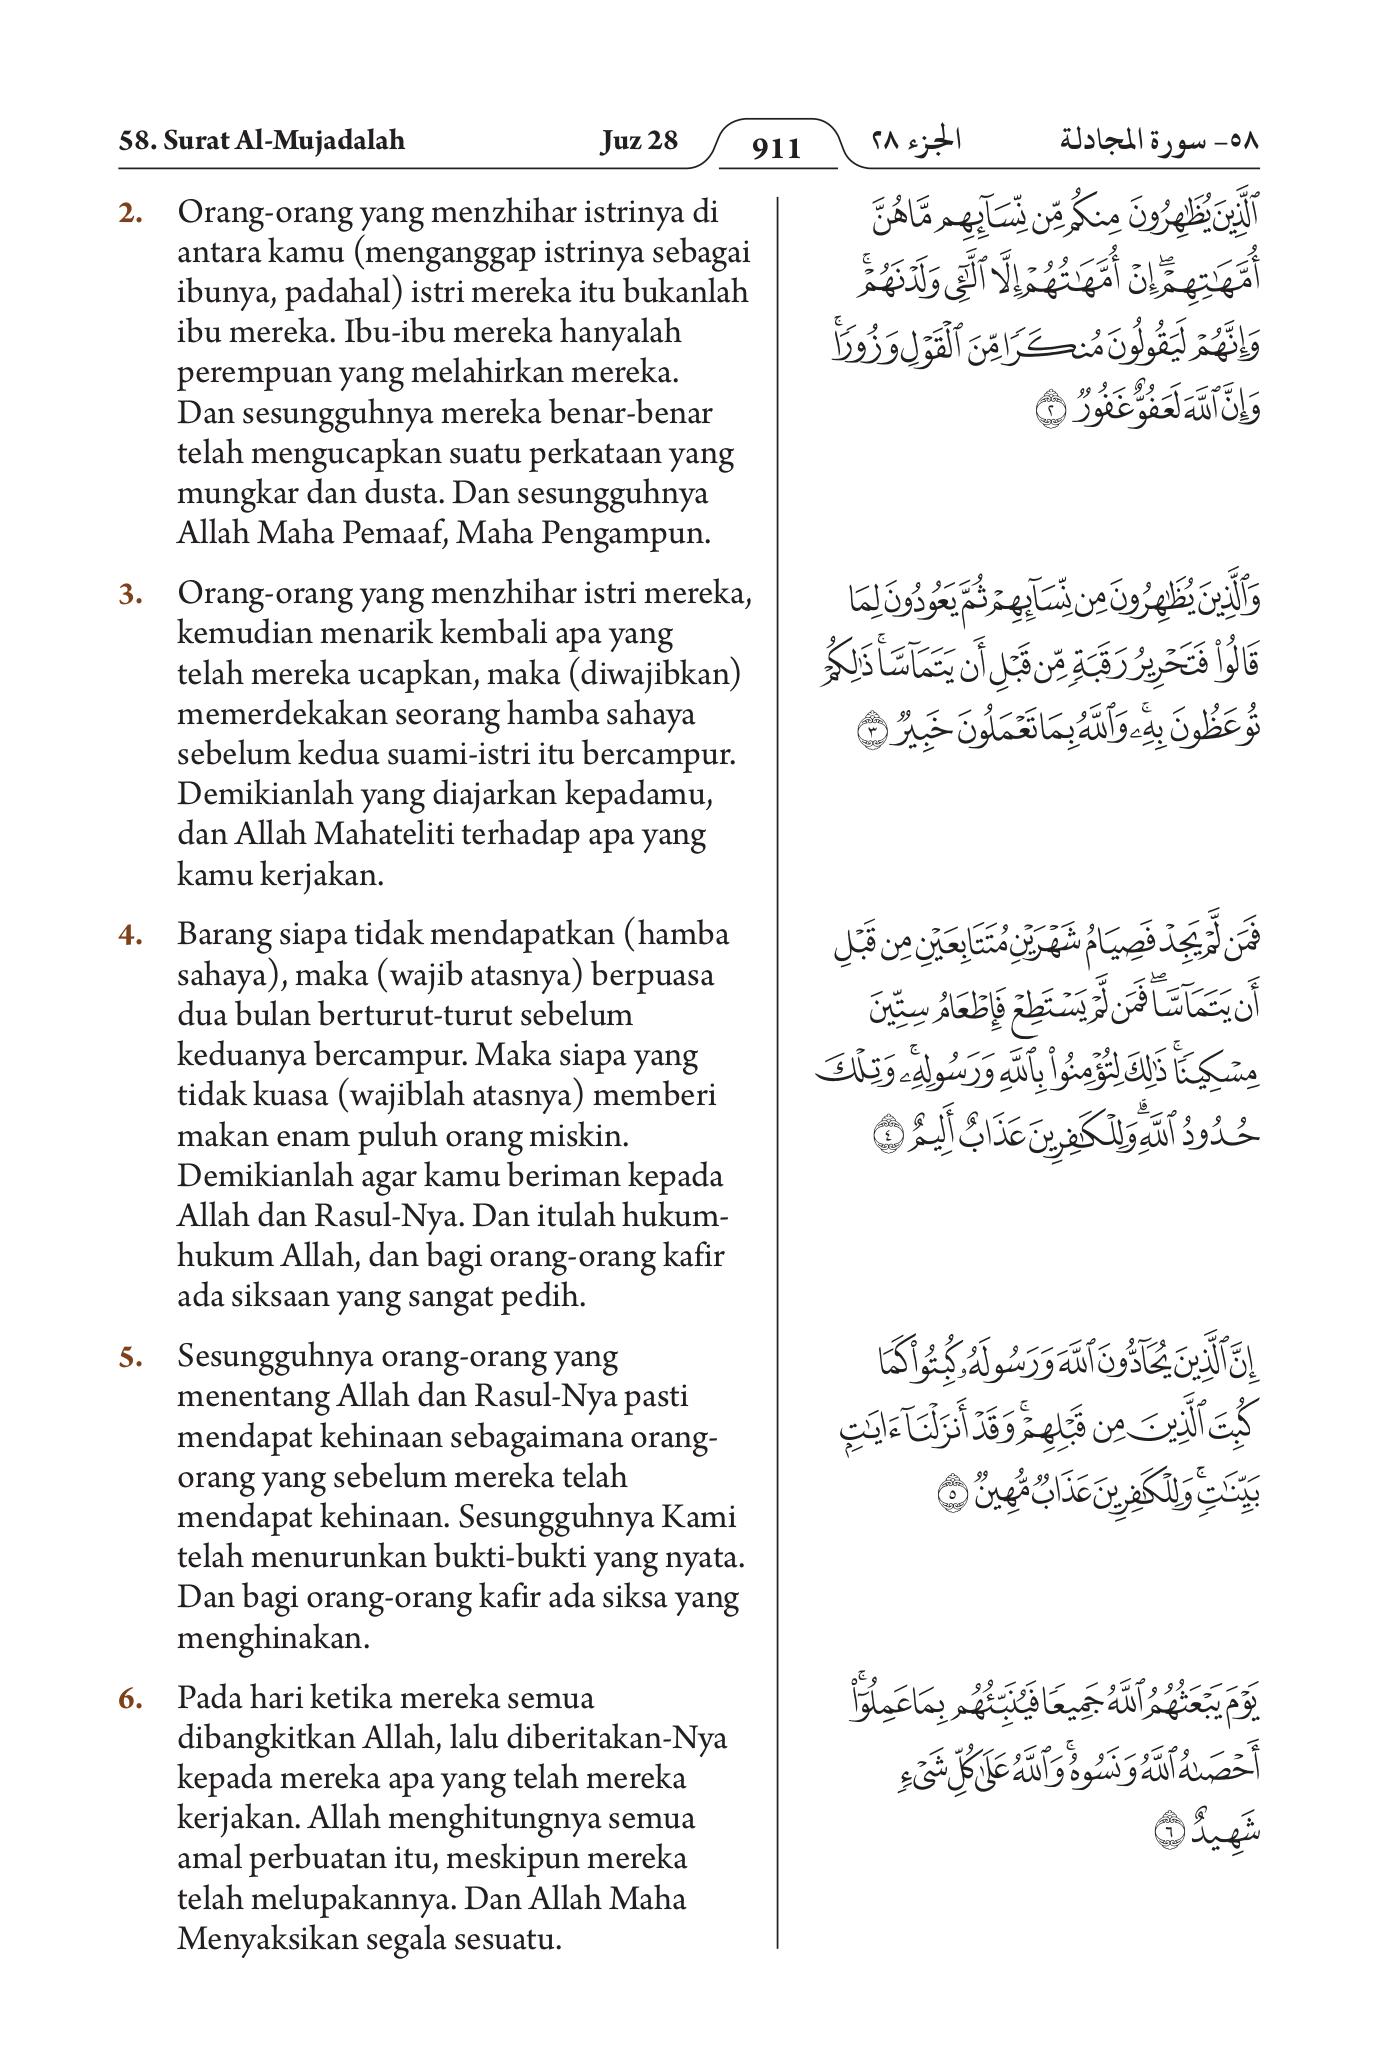 58. Surat Al-Mujadalah
Juz 28
911
الجزء ٢٨
٥٨- سورة المجادلة
2. Orang-orang yang menzhihar istrinya di
antara kamu (menganggap istrinya sebagai
ibunya, padahal) istri mereka itu bukanlah
ibu mereka. Ibu-ibu mereka hanyalah
perempuan yang melahirkan mereka.
Dan sesungguhnya mereka benar-benar
telah mengucapkan suatu perkataan yang
mungkar dan dusta. Dan sesungguhnya
Allah Maha Pemaaf, Maha Pengampun.
3. Orang-orang yang menzhihar istri mereka,
kemudian menarik kembali apa yang
telah mereka ucapkan, maka (diwajibkan)
memerdekakan seorang hamba sahaya
sebelum kedua suami-istri itu bercampur.
Demikianlah yang diajarkan kepadamu,
dan Allah Mahateliti terhadap apa yang
kamu kerjakan.
4. Barang siapa tidak mendapatkan (hamba
sahaya), maka (wajib atasnya) berpuasa
dua bulan berturut-turut sebelum
keduanya bercampur. Maka siapa yang
tidak kuasa (wajiblah atasnya) memberi
makan enam puluh orang miskin.
Demikianlah agar kamu beriman kepada
Allah dan Rasul-Nya. Dan itulah hukum-
hukum Allah, dan bagi orang-orang kafir
ada siksaan yang sangat pedih.
5. Sesungguhnya orang-orang yang
menentang Allah dan Rasul-Nya pasti
mendapat kehinaan sebagaimana orang-
orang yang sebelum mereka telah
mendapat kehinaan. Sesungguhnya Kami
telah menurunkan bukti-bukti yang nyata.
Dan bagi orang-orang kafir ada siksa yang
menghinakan.
6. Pada hari ketika mereka semua
dibangkitkan Allah, lalu diberitakan-Nya
kepada mereka apa yang telah mereka
kerjakan. Allah menghitungnya semua
amal perbuatan itu, meskipun mereka
telah melupakannya. Dan Allah Maha
Menyaksikan segala sesuatu.
ٱلَّذِينَ يُظَٰهِرُونَ مِنكُم مِّن نِّسَآئِهِم مَّا هُنَّ
أُمَّهَٰتِهِمْۖ إِنْ أُمَّهَٰتُهُمْ إِلَّا ٱلَّٰٓـِٔى وَلَدْنَهُمْۚ
وَإِنَّهُمْ لَيَقُولُونَ مُنكَرًا مِّنَ ٱلْقَوْلِ وَزُورًاۚ
وَإِنَّ ٱللَّهَ لَعَفُوٌّ غَفُورٌ ٢
وَٱلَّذِينَ يُظَٰهِرُونَ مِن نِّسَآئِهِمْ ثُمَّ يَعُودُونَ لِمَا
قَالُوا۟ فَتَحْرِيرُ رَقَبَةٍ مِّن قَبْلِ أَن يَتَمَآسَّاۚ ذَٰلِكُمْ
تُوعَظُونَ بِهِۦۚ وَٱللَّهُ بِمَا تَعْمَلُونَ خَبِيرٌ ٣
فَمَن لَّمْ يَجِدْ فَصِيَامُ شَهْرَيْنِ مُتَتَابِعَيْنِ مِن قَبْلِ
أَن يَتَمَآسَّاۖ فَمَن لَّمْ يَسْتَطِعْ فَإِطْعَامُ سِتِّينَ
مِسْكِينًاۚ ذَٰلِكَ لِتُؤْمِنُوا۟ بِٱللَّهِ وَرَسُولِهِۦۚ وَتِلْكَ
حُدُودُ ٱللَّهِۗ وَلِلْكَٰفِرِينَ عَذَابٌ أَلِيمٌ ٤
إِنَّ ٱلَّذِينَ يُحَآدُّونَ ٱللَّهَ وَرَسُولَهُۥ كُبِتُوا۟ كَمَا
كُبِتَ ٱلَّذِينَ مِن قَبْلِهِمْۚ وَقَدْ أَنزَلْنَآ ءَايَٰتٍۭ
بَيِّنَٰتٍۚ وَلِلْكَٰفِرِينَ عَذَابٌ مُّهِينٌ ٥
يَوْمَ يَبْعَثُهُمُ ٱللَّهُ جَمِيعًا فَيُنَبِّئُهُم بِمَا عَمِلُوٓا۟ۚ
أَحْصَىٰهُ ٱللَّهُ وَنَسُوهُۚ وَٱللَّهُ عَلَىٰ كُلِّ شَىْءٍ
شَهِيدٌ ٦